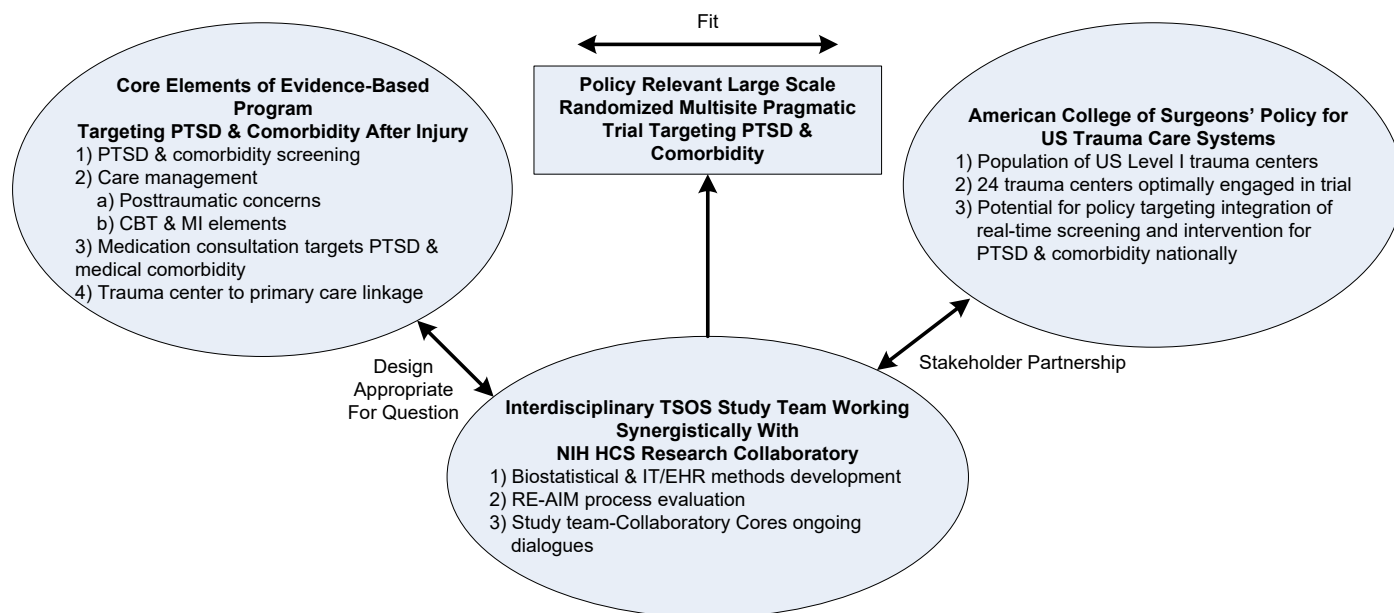 Fit
Core Elements of Evidence-Based
Program
Targeting PTSD & Comorbidity After Injury
1) PTSD & comorbidity screening
2) Care management
a) Posttraumatic concerns
b) CBT & MI elements
3) Medication consultation targets PTSD &
medical comorbidity
4) Trauma center to primary care linkage
Policy Relevant Large Scale
Randomized Multisite Pragmatic
Trial Targeting PTSD &
Comorbidity
American College of Surgeons’ Policy for
US Trauma Care Systems
1) Population of US Level I trauma centers
2) 24 trauma centers optimally engaged in trial
3) Potential for policy targeting integration of
real-time screening and intervention for
PTSD & comorbidity nationally
Design
Appropriate
For Question
Stakeholder Partnership
Interdisciplinary TSOS Study Team Working
Synergistically With
NIH HCS Research Collaboratory
1) Biostatistical & IT/EHR methods development
2) RE-AIM process evaluation
3) Study team-Collaboratory Cores ongoing
dialogues